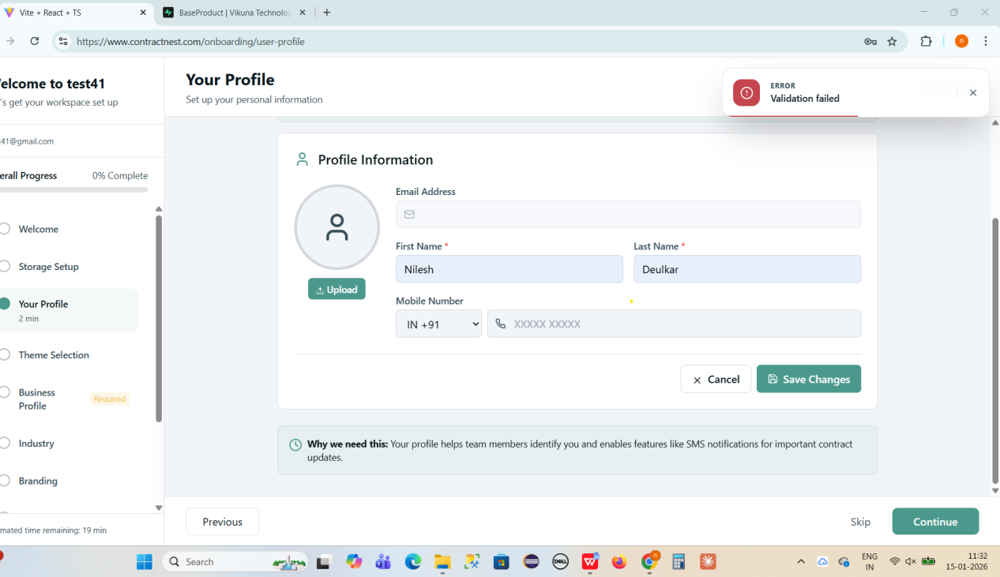 Vite + React + TS
BaseProduct | Vikuna Technolog
https://www.contractnest.com/onboarding/user-profile
n
elcome to test41
's get your workspace set up
41@gmail.com
erall Progress
0% Complete
Welcome
Storage Setup
Your Profile
2 min
Theme Selection
Business
Profile
Required
Industry
Branding
mated time remaining: 19 min
Your Profile
Set up your personal information
ERROR
Validation failed
Profile Information
Upload
Email Address
First Name *
Last Name *
Nilesh
Deulkar
Mobile Number
IN +91
XXXXX XXXXX
Cancel
Save Changes
Why we need this: Your profile helps team members identify you and enables features like SMS notifications for important contract
updates.
Previous
Skip
Continue
Search
DELL
W
n
ENG
IN
11:32
15-01-2026